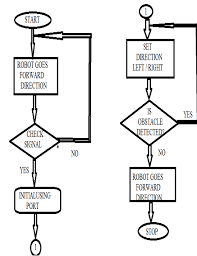 START
ROBOT GOES
FORWARD
DIRECTION
CHECK
SIGNAL
NO
YES
INITIALUSING
PORT
1
1
SET
DIRECTION
LEFT / RIGHT
IS
OBSTACLE
DETECTED?
YES
NO
ROBOT GOES
FORWARD
DIRECTION
STOP